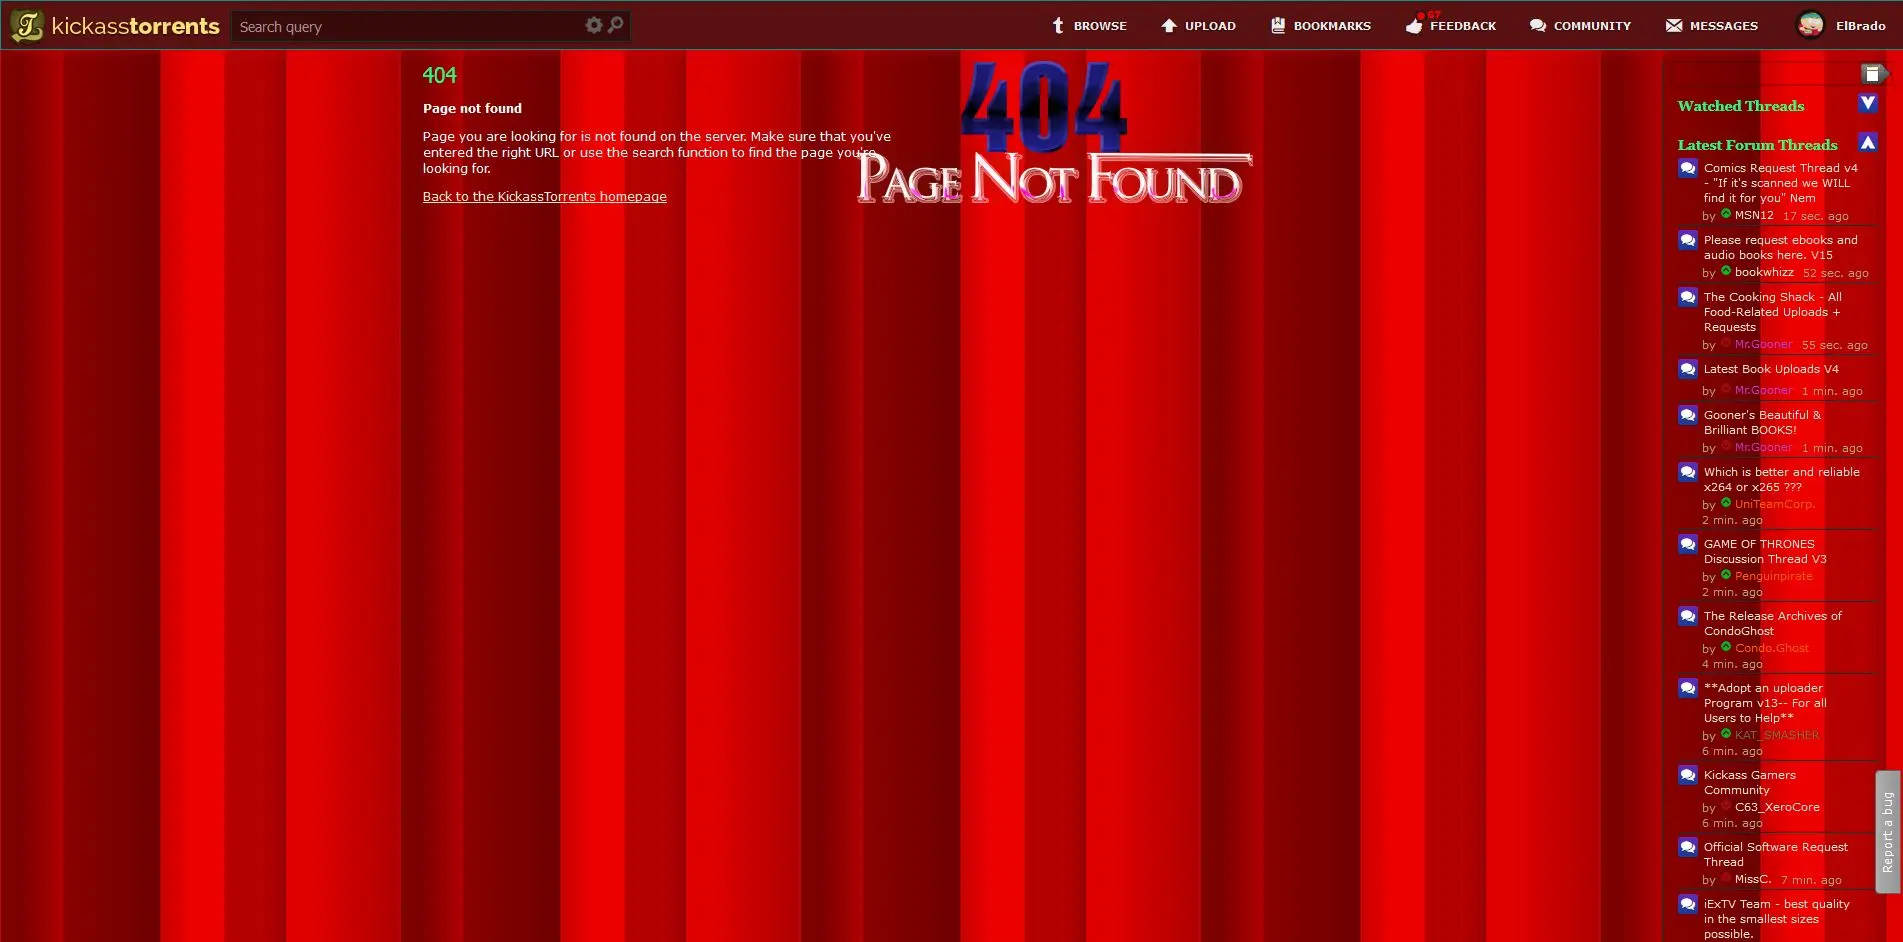 kickasstorrents
Search query
BROWSE
UPLOAD
BOOKMARKS
67
FEEDBACK
COMMUNITY
MESSAGES
ElBrado
404
Page not found
Page you are looking for is not found on the server. Make sure that you've
entered the right URL or use the search function to find the page you're
looking for.
Back to the KickassTorrents homepage
404
PAGE NOT FOUND
Watched Threads
Latest Forum Threads
Comics Request Thread v4
- "If it's scanned we WILL
find it for you" Nem
by MSN12 17 sec. ago
Please request ebooks and
audio books here. V15
by bookwhizz 52 sec. ago
The Cooking Shack - All
Food-Related Uploads +
Requests
by Mr.Gooner 55 sec. ago
Latest Book Uploads V4
by Mr.Gooner 1 min. ago
Gooner's Beautiful &
Brilliant BOOKS!
by Mr.Gooner 1 min. ago
Which is better and reliable
x264 or x265 ???
by UniTeamCorp.
2 min. ago
GAME OF THRONES
Discussion Thread V3
by Penguinpirate
2 min. ago
The Release Archives of
CondoGhost
by Condo.Ghost
4 min. ago
**Adopt an uploader
Program v13-- For all
Users to Help**
by KAT_SMASHER
6 min. ago
Kickass Gamers
Community
by C63_XeroCore
6 min. ago
Official Software Request
Thread
by MissC. 7 min. ago
iExTV Team - best quality
in the smallest sizes
possible.
Report a bug